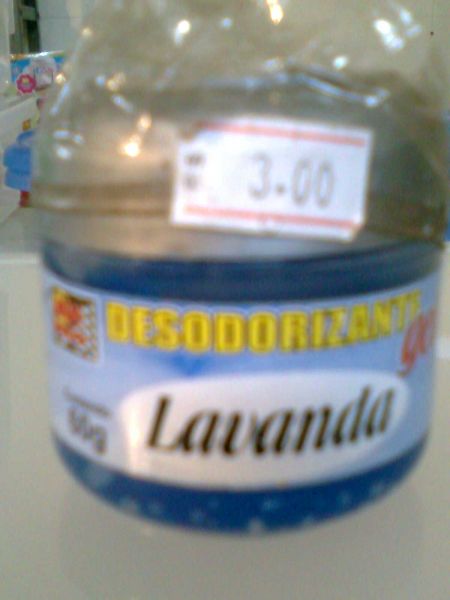 3.00
DESODORIZANTE
Lavanda
60g